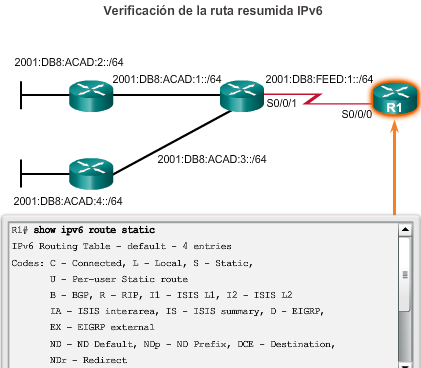 Verificación de la ruta resumida IPv6
2001:DB8:ACAD:2::/64
2001:DB8:ACAD:1::/64
2001:DB8:FEED:1::/64
S0/0/1
R1
S0/0/0
2001:DB8:ACAD:3::/64
2001:DB8:ACAD:4::/64
R1# show ipv6 route static
IPv6 Routing Table - default - 4 entries
Codes: C - Connected, L - Local, S - Static,
U - Per-user Static route
B - BGP, R - RIP, I1 - ISIS L1, I2 - ISIS L2
IA - ISIS interarea, IS - ISIS summary, D - EIGRP,
EX - EIGRP external
ND - ND Default, NDp - ND Prefix, DCE - Destination,
NDr - Redirect